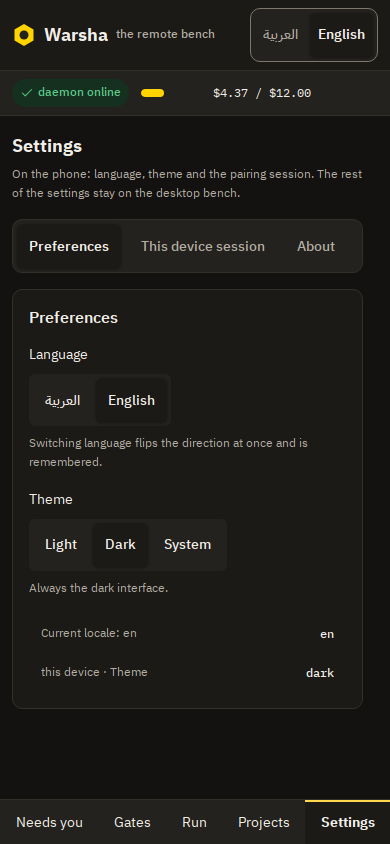 Warsha the remote bench العربية English
daemon online $4.37 / $12.00
Settings
On the phone: language, theme and the pairing session. The rest
of the settings stay on the desktop bench.
Preferences This device session About
Preferences
Language
العربية English
Switching language flips the direction at once and is
remembered.
Theme
Light Dark System
Always the dark interface.
Current locale: en en
this device · Theme dark
Needs you Gates Run Projects Settings